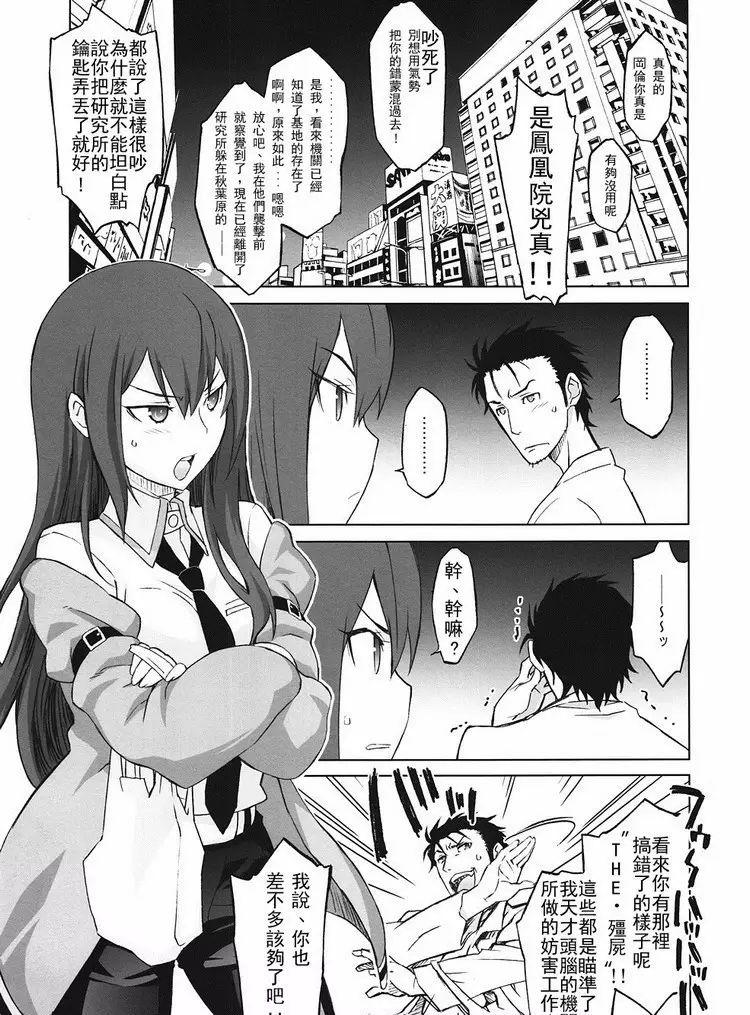 真是的
岡倫你真是
有夠沒用呢
是鳳凰院兇真!!
吵死了
別想用氣勢
把你的錯蒙混過去!
………………
是我,看來機關已經
知道了基地的存在了
啊啊,原來如此...嗯嗯
放心吧、我在他們襲擊前
就察覺到了,現在已經離開了
研究所躲在秋葉原的——
都說了這樣很吵
為什麼就不能坦白點
說你把研究所的
鑰匙弄丟了就好!
………
………
——~~ッ
幹、幹嘛?
看來你有那裡
搞錯了的樣子呢
"THE・殭屍"!!
這些都是瞄準了
我天才頭腦的機
所做的妨害工作
我說、你也
差不多該夠了吧